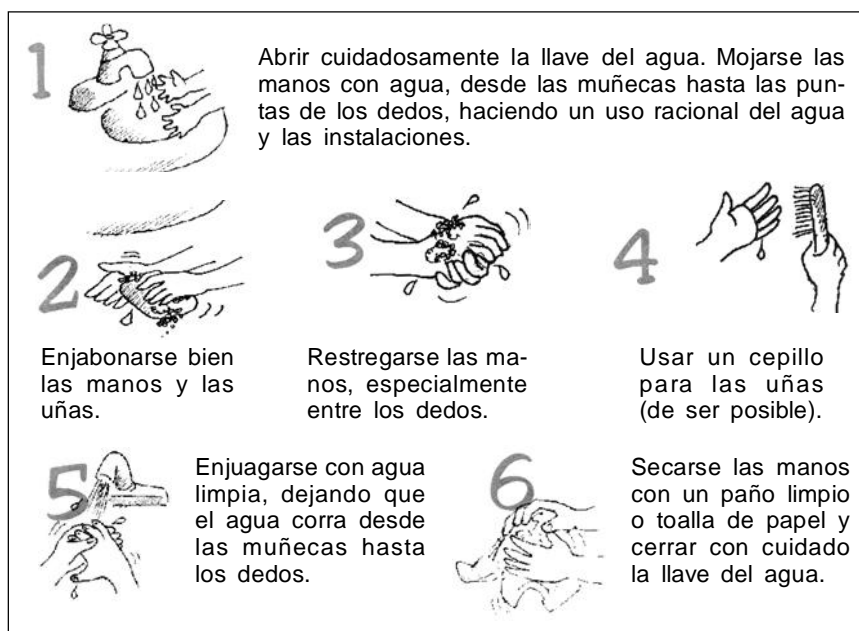 1
Abrir cuidadosamente la llave del agua. Mojarse las
manos con agua, desde las muñecas hasta las pun-
tas de los dedos, haciendo un uso racional del agua
y las instalaciones.
2
Enjabonarse bien
las manos y las
uñas.
3
Restregarse las ma-
nos, especialmente
entre los dedos.
4
Usar un cepillo
para las uñas
(de ser posible).
5
Enjuagarse con agua
limpia, dejando que
el agua corra desde
las muñecas hasta
los dedos.
6
Secarse las manos
con un paño limpio
o toalla de papel y
cerrar con cuidado
la llave del agua.